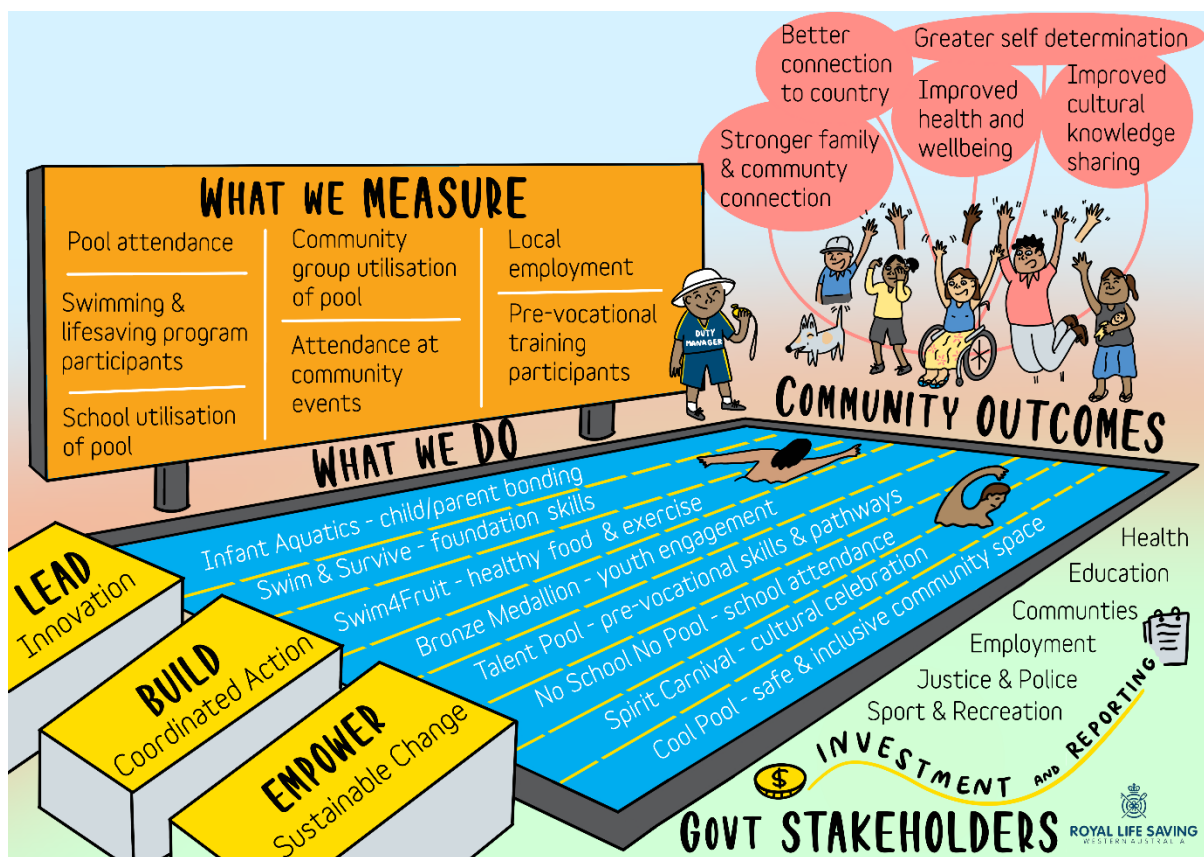 Better
connection
to country
Greater self determination
Improved
health and
wellbeing
Improved
cultural
knowledge
sharing
Stronger family
& communty
connection
WHAT WE MEASURE
Pool attendance
Swimming &
lifesaving program
participants
School utilisation
of pool
Community
group utilisation
of pool
Attendance at
community
events
Local
employment
Pre-vocational
training
participants
DUTY
MANAGER
COMMUNITY OUTCOMES
WHAT WE DO
Infant Aquatics - child/parent bonding
Swim & Survive - foundation skills
Swim4Fruit - healthy food & exercise
Bronze Medallion - youth engagement
Talent Pool - pre-vocational skills & pathways
No School No Pool - school attendance
Spirit Carnival - cultural celebration
Cool Pool - safe & inclusive community space
LEAD
Innovation
BUILD
Coordinated Action
EMPOWER
Sustainable Change
Health
Education
Communties
Employment
Justice & Police
Sport & Recreation
$ INVESTMENT AND REPORTING
GOVT STAKEHOLDERS
ROYAL LIFE SAVING
WESTERN AUSTRALIA